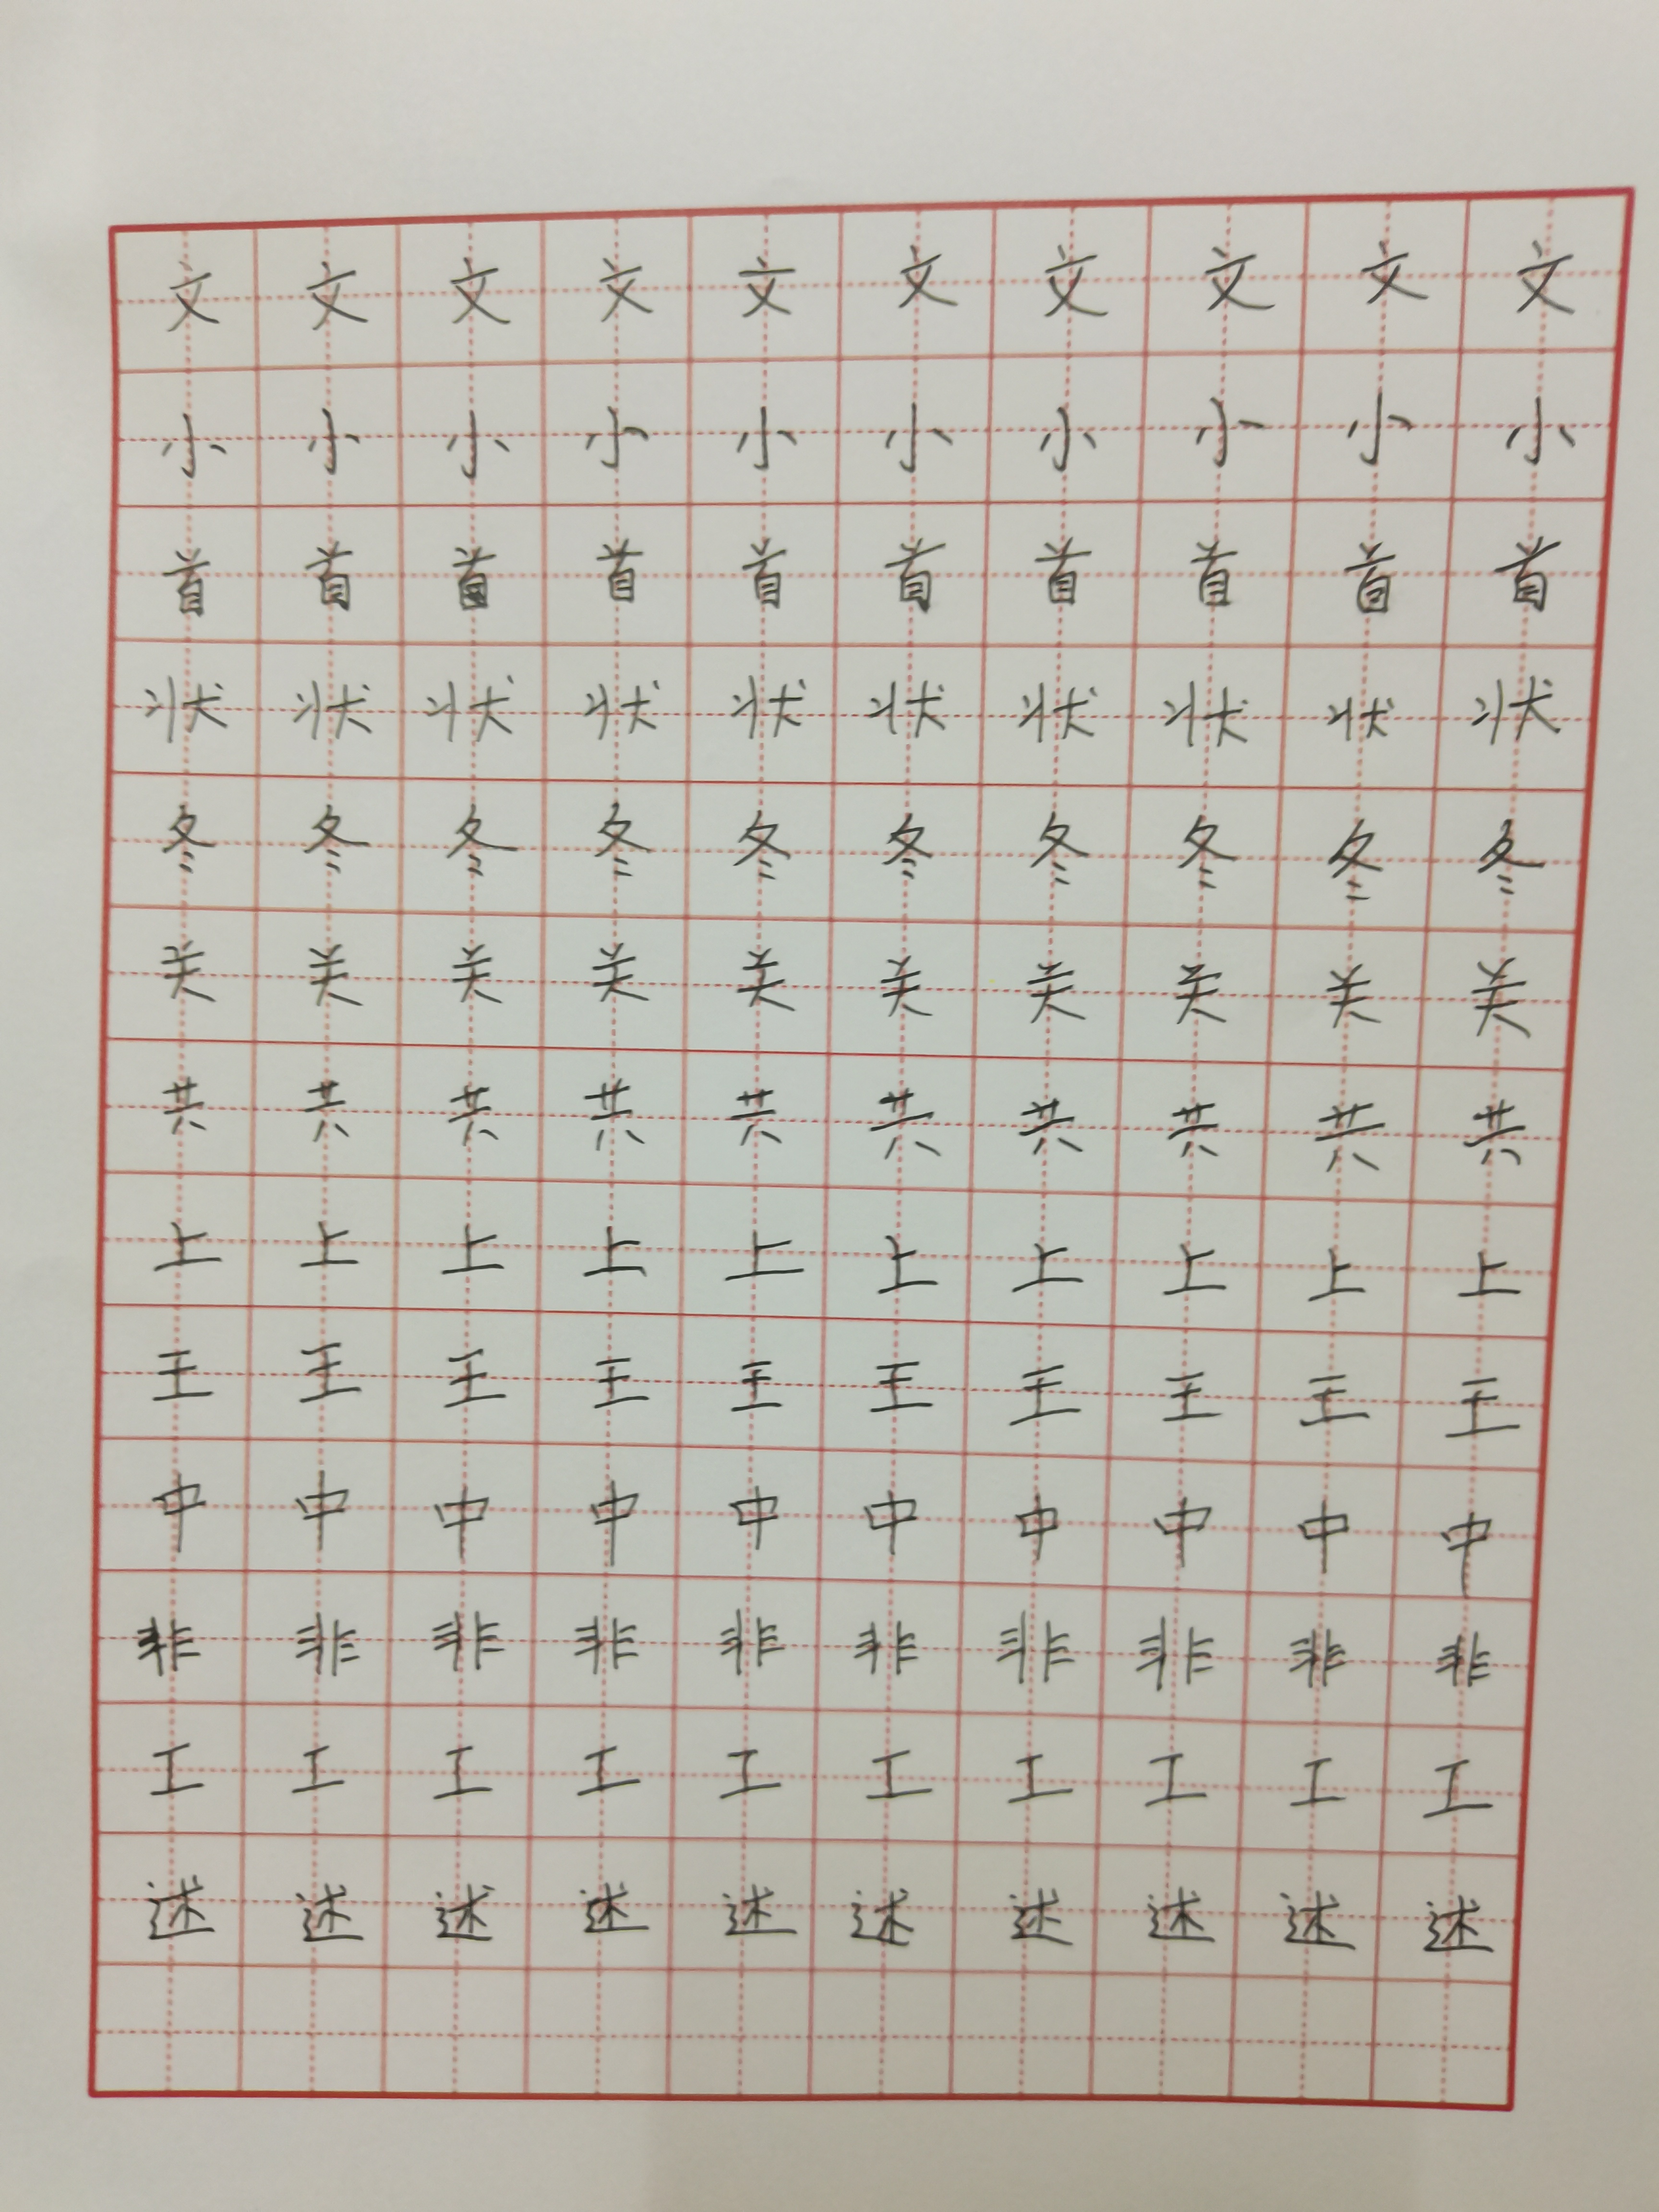 文文文文文文文文文文
小小小小小小小小小小
首首首首首首首首首首
状状状状状状状状状状
冬冬冬冬冬冬冬冬冬冬
关关关关关关关关关关
共共共共共共共共共共
上上上上上上上上上上
王王王王王王王王王王
中中中中中中中中中中
非非非非非非非非非非
工工工工工工工工工工
述述述述述述述述述述